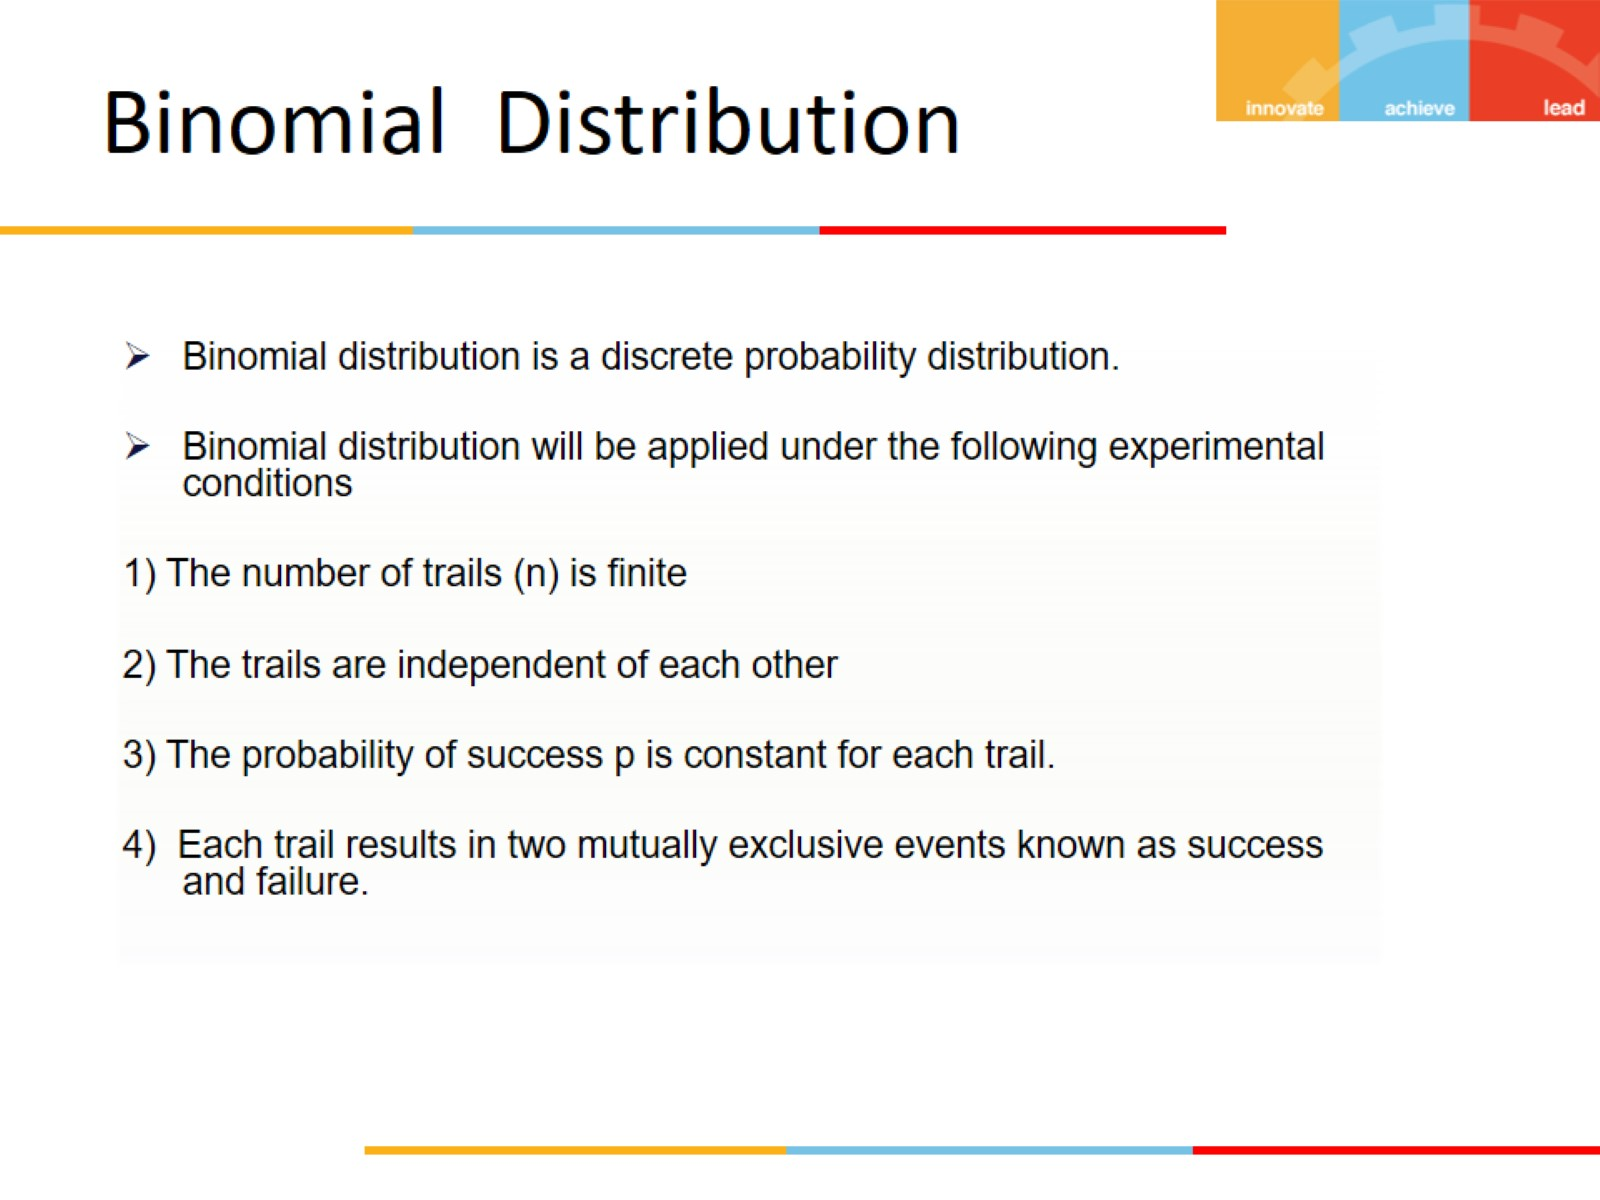 innovate achieve lead
Binomial Distribution
➢ Binomial distribution is a discrete probability distribution.
➢ Binomial distribution will be applied under the following experimental
conditions
1) The number of trails (n) is finite
2) The trails are independent of each other
3) The probability of success p is constant for each trail.
4) Each trail results in two mutually exclusive events known as success
and failure.